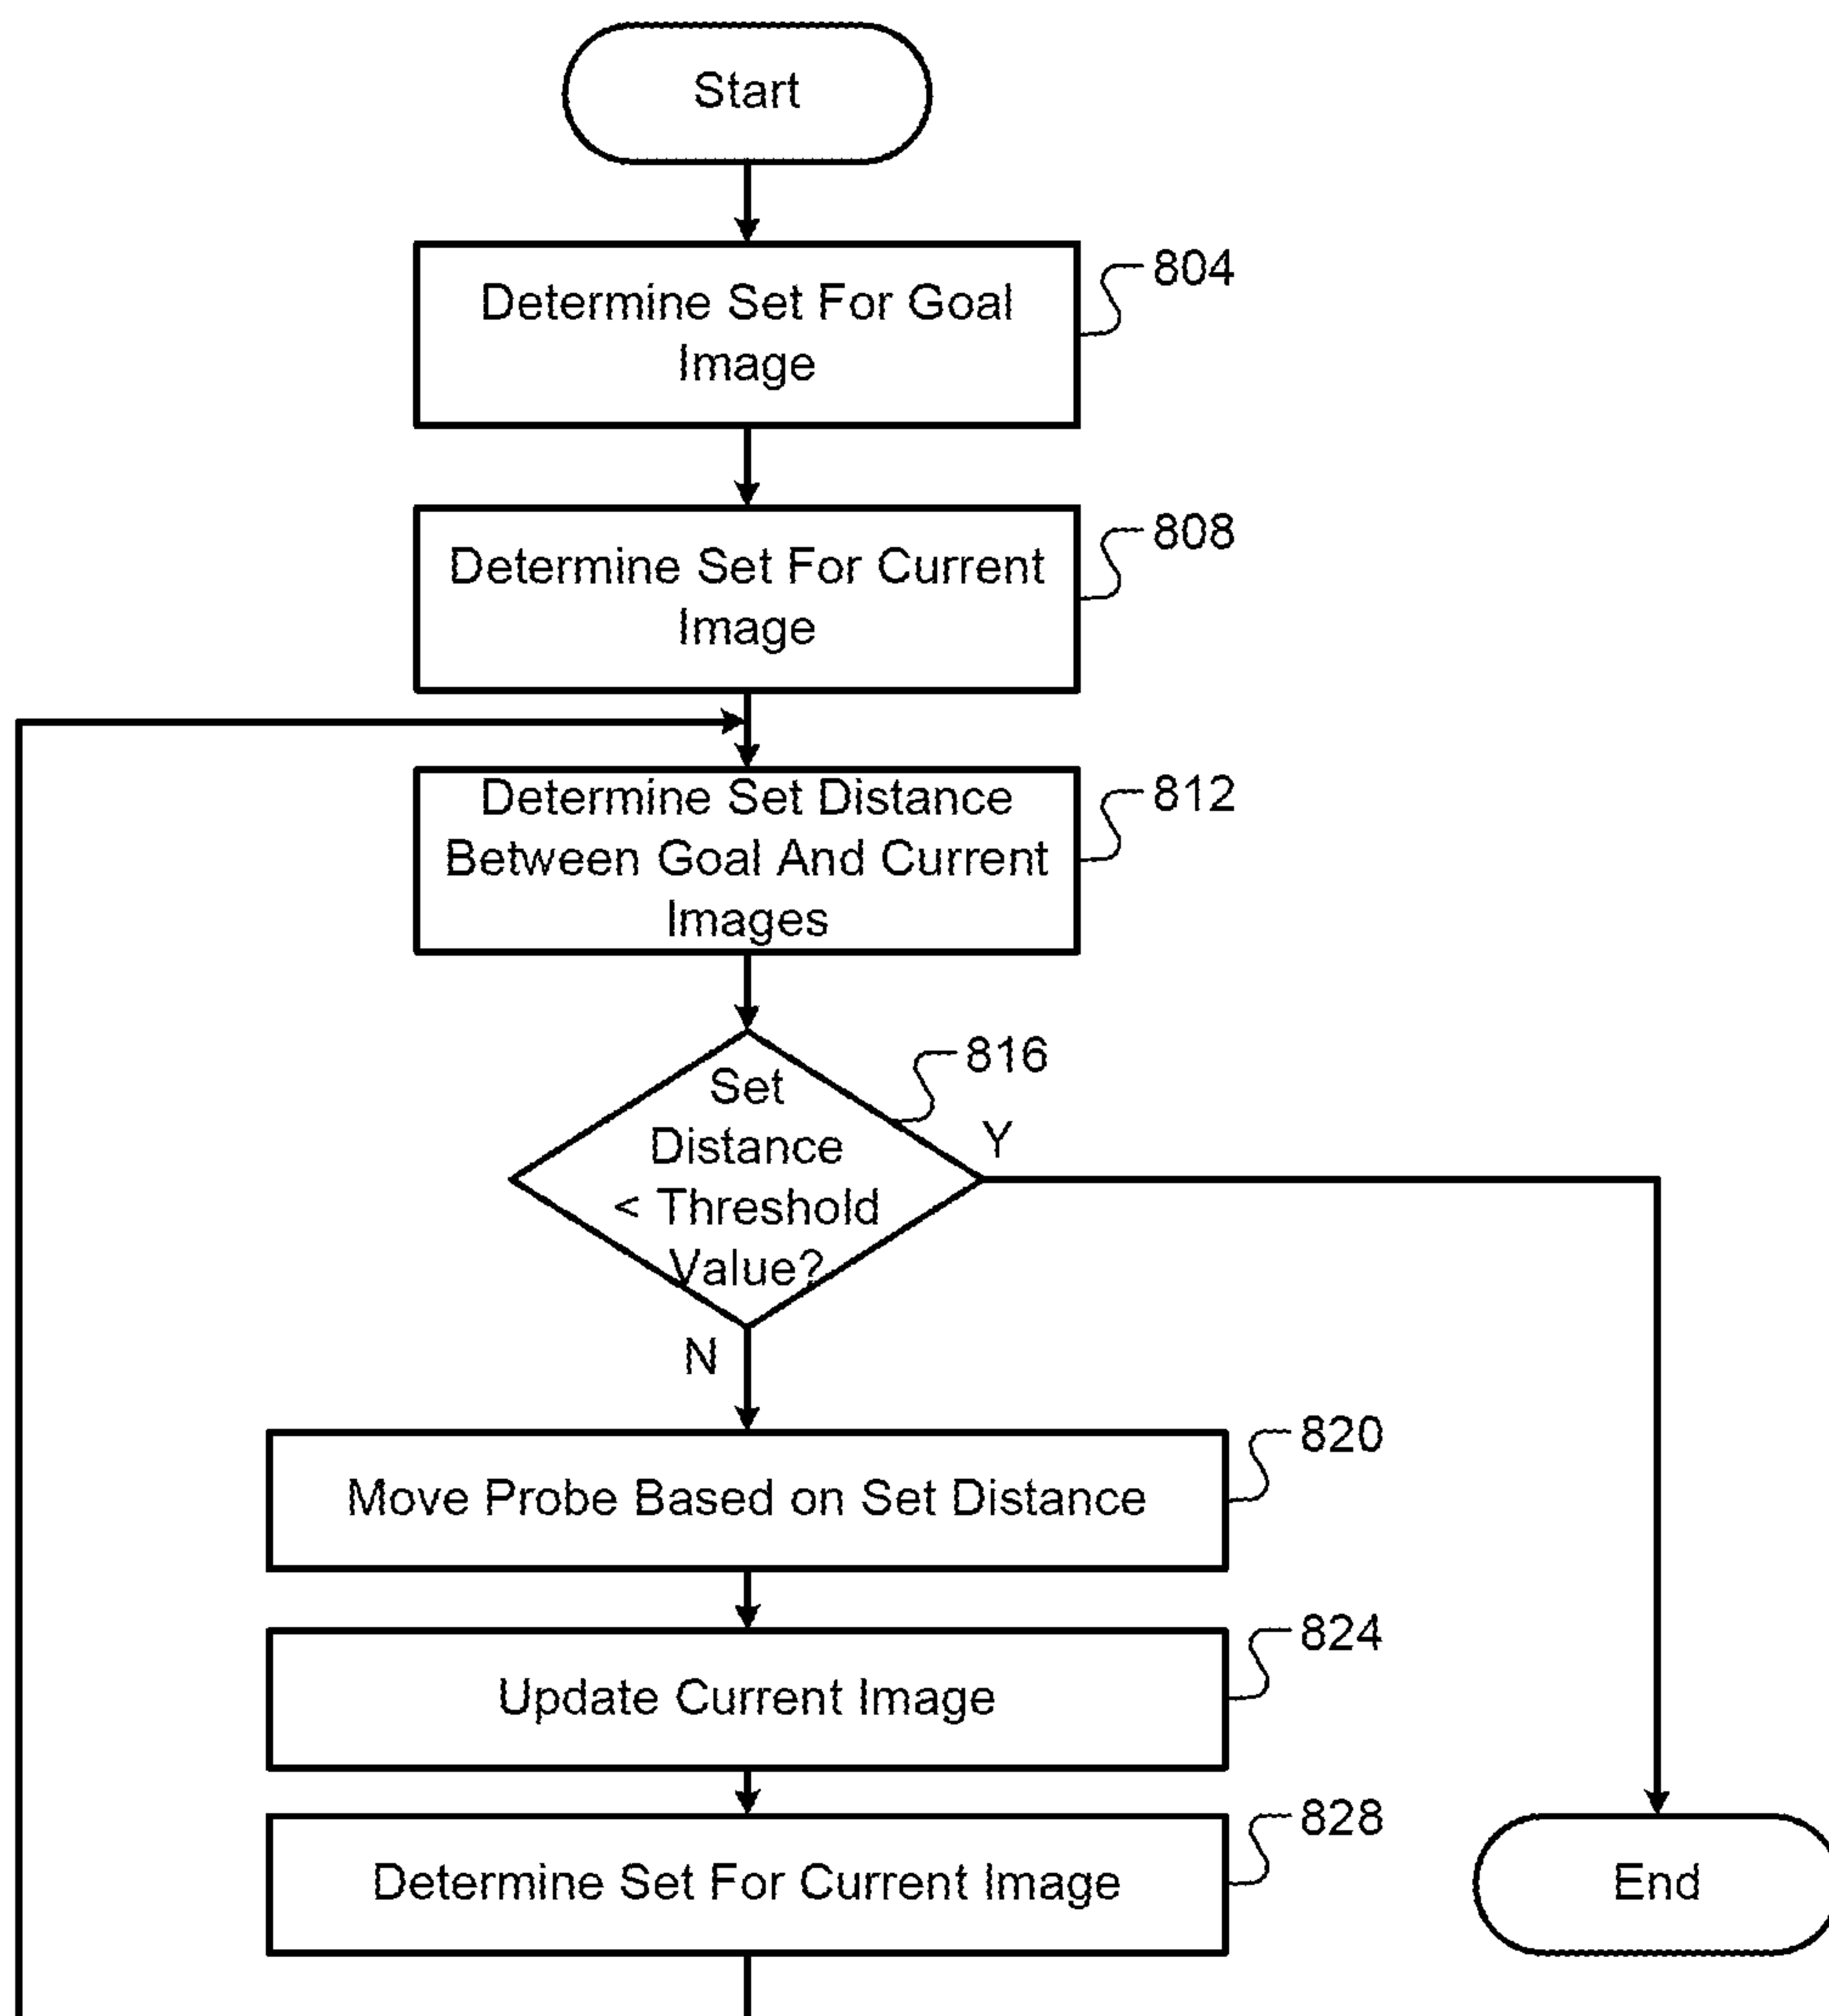 Start
804
Determine Set For Goal
Image
808
Determine Set For Current
Image
812
Determine Set Distance
Between Goal And Current
Images
816
Set
Distance
< Threshold
Value?
Y
N
820
Move Probe Based on Set Distance
824
Update Current Image
828
Determine Set For Current Image
End